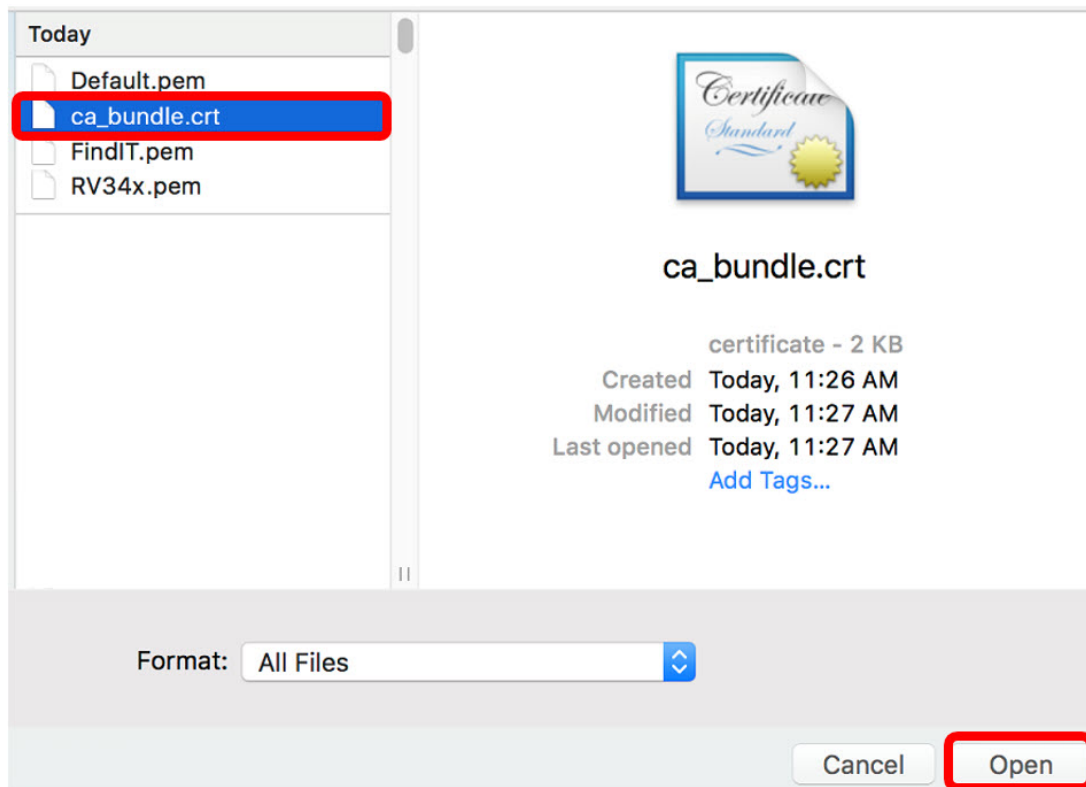 Today
Default.pem
ca_bundle.crt
FindIT.pem
RV34x.pem
Certificate
Standard
ca_bundle.crt
certificate - 2 KB
Created Today, 11:26 AM
Modified Today, 11:27 AM
Last opened Today, 11:27 AM
Add Tags...
Format: All Files
Cancel Open